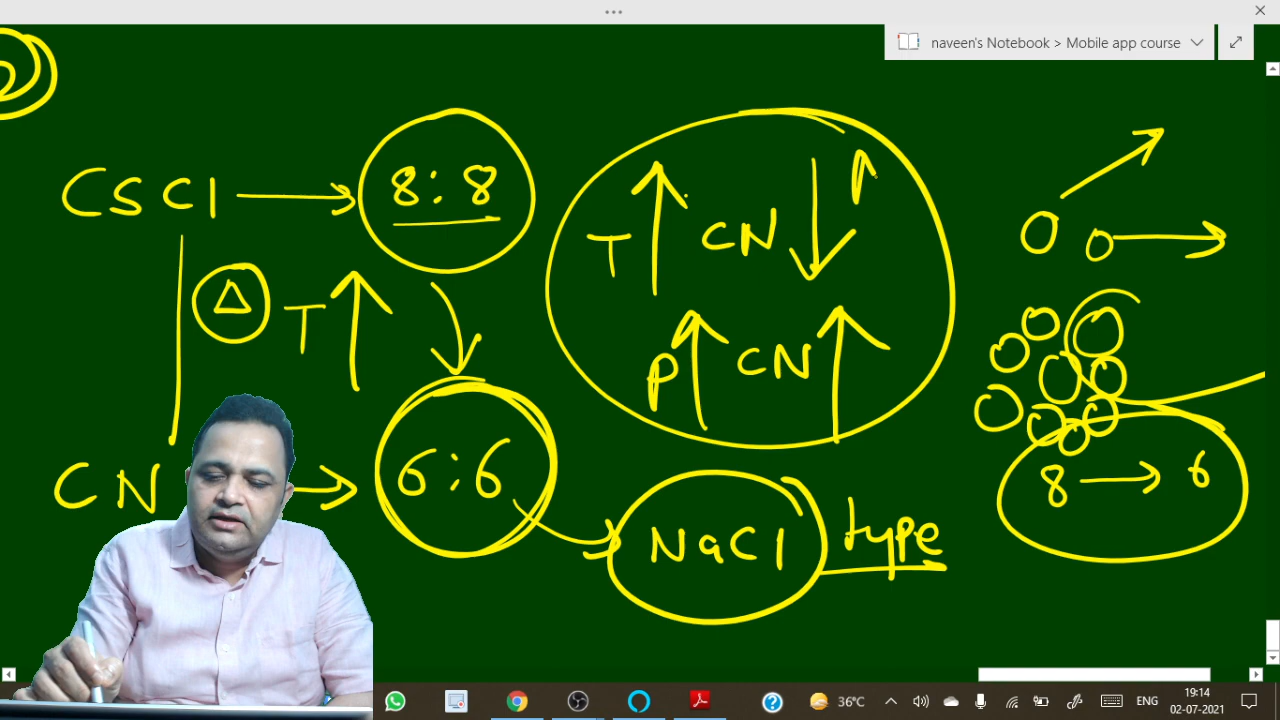 naveen's Notebook > Mobile app course
CSCl → 8 : 8
Δ T ↑
T ↑ CN ↓ ↑
P ↑ CN ↑
CN → 6 : 6
NaCl type
8 → 6
36°C
ENG
19:14
02-07-2021